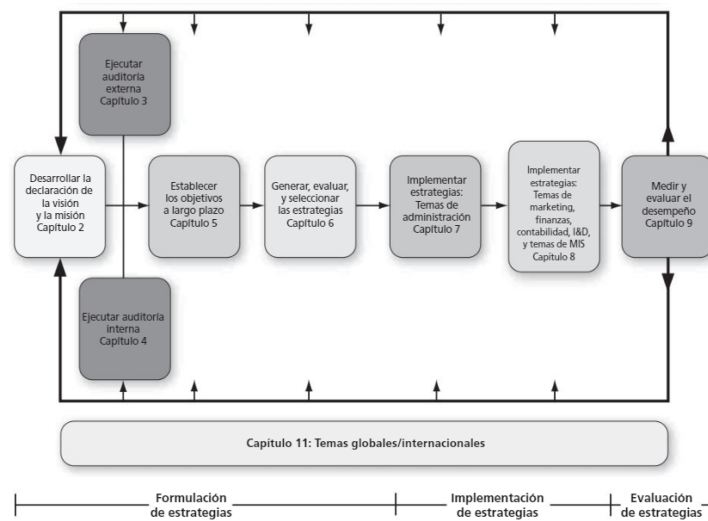 Ejecutar
auditoría
externa
Capítulo 3
Desarrollar la
declaración de
la visión
y la misión
Capítulo 2
Establecer
los objetivos
a largo plazo
Capítulo 5
Generar, evaluar,
y seleccionar
las estrategias
Capítulo 6
Implementar
estrategias:
Temas de
administración
Capítulo 7
Implementar
estrategias:
Temas de
marketing,
finanzas,
contabilidad, I&D,
y temas de MIS
Capítulo 8
Medir y
evaluar el
desempeño
Capítulo 9
Ejecutar auditoría
interna
Capítulo 4
Capítulo 11: Temas globales/internacionales
Formulación
de estrategias
Implementación
de estrategias
Evaluación
de estrategias